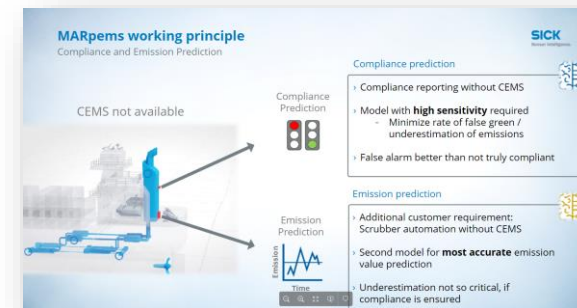 MARpems working principle
Compliance and Emission Prediction
SICK
Sensor Intelligence.
CEMS not available
Compliance
Prediction
Compliance prediction
› Compliance reporting without CEMS
› Model with high sensitivity required
- Minimize rate of false green /
underestimation of emissions
› False alarm better than not truly compliant
Emission
Prediction
Emission
Time
Emission prediction
› Additional customer requirement:
Scrubber automation without CEMS
› Second model for most accurate emission
value prediction
› Underestimation not so critical, if
compliance is ensured